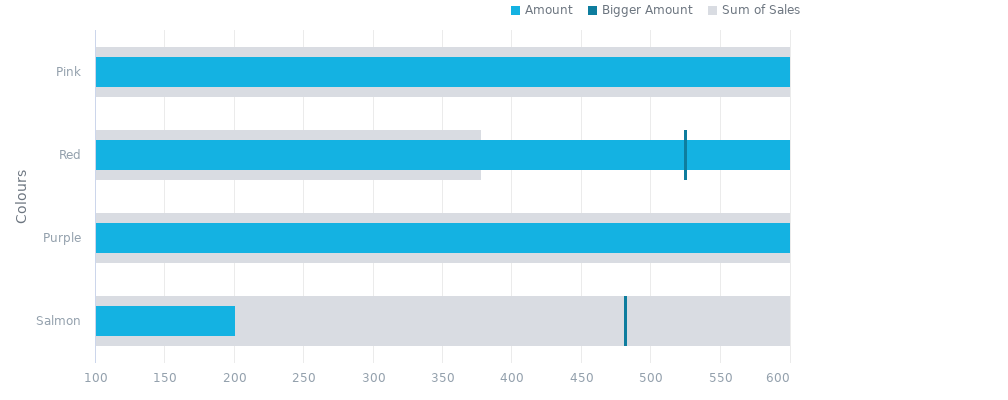 Amount Bigger Amount Sum of Sales
Pink
Red
Colours
Purple
Salmon
100 150 200 250 300 350 400 450 500 550 600